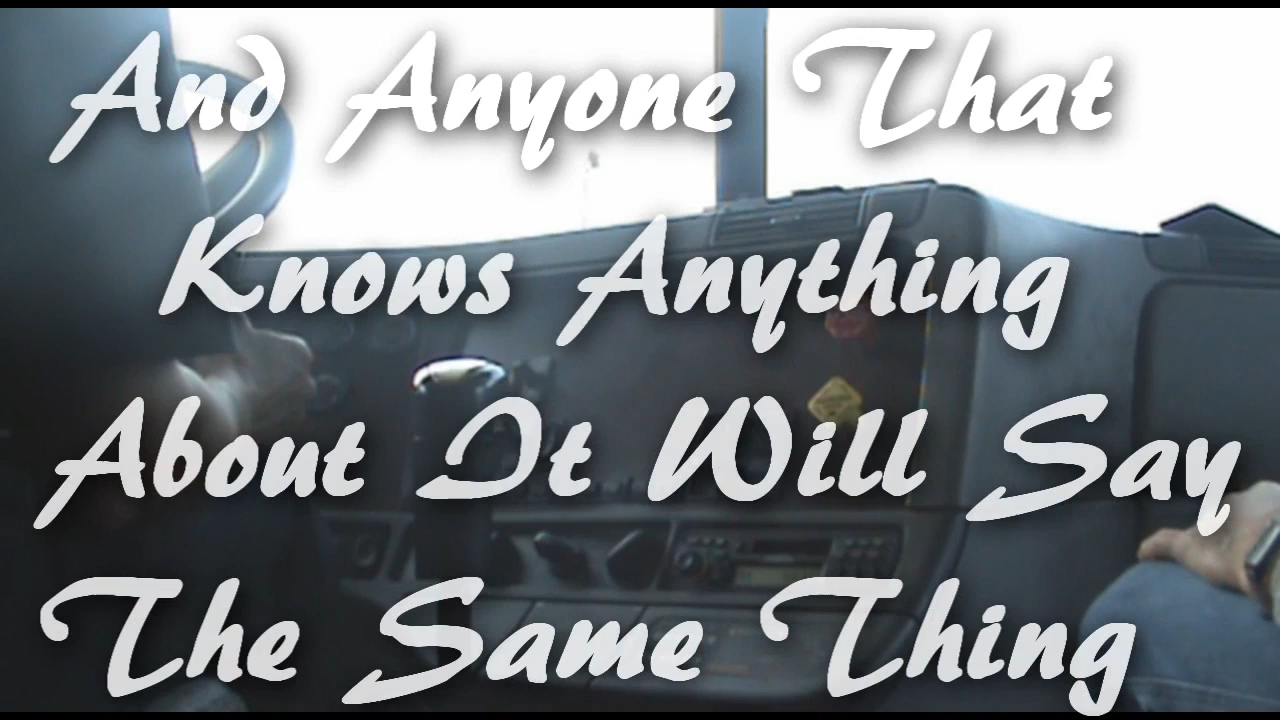 And Anyone That
Knows Anything
About It Will Say
The Same Thing